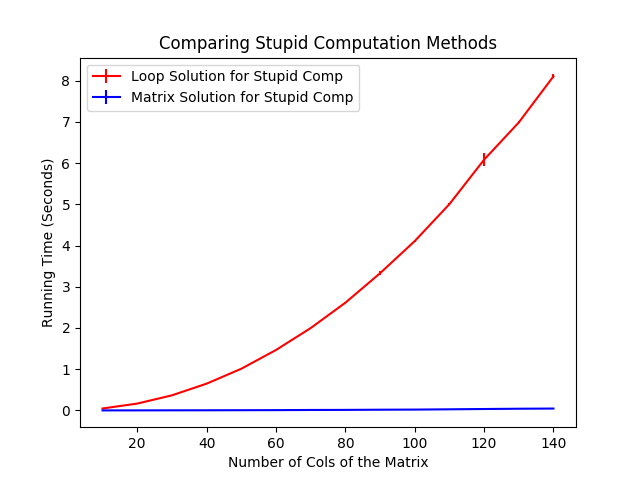 Comparing Stupid Computation Methods
Loop Solution for Stupid Comp
Matrix Solution for Stupid Comp
Running Time (Seconds)
8
7
6
5
4
3
2
1
0
20 40 60 80 100 120 140
Number of Cols of the Matrix